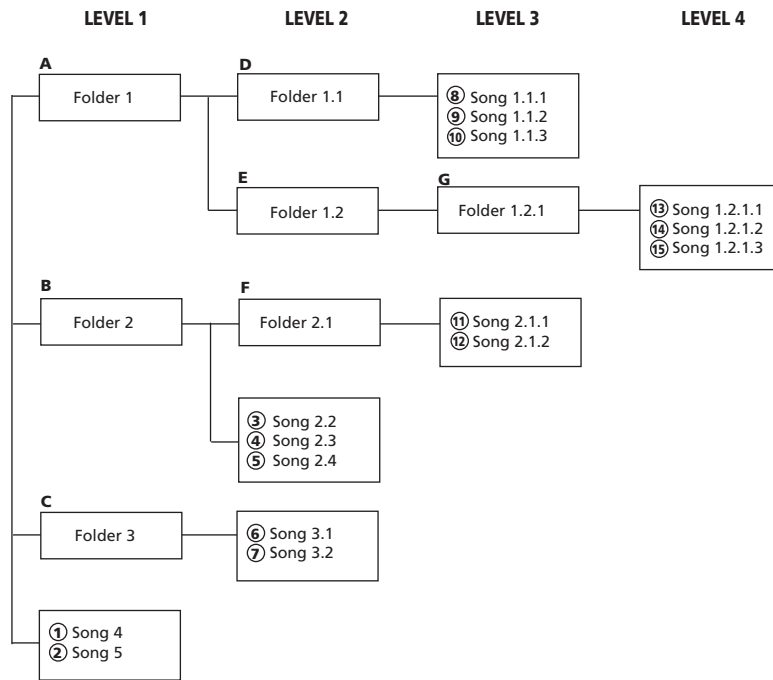 LEVEL 1 LEVEL 2 LEVEL 3 LEVEL 4
A
Folder 1
D
Folder 1.1
⑧ Song 1.1.1
⑨ Song 1.1.2
⑩ Song 1.1.3
E
Folder 1.2
G
Folder 1.2.1
⑬ Song 1.2.1.1
⑭ Song 1.2.1.2
⑮ Song 1.2.1.3
B
Folder 2
F
Folder 2.1
⑪ Song 2.1.1
⑫ Song 2.1.2
③ Song 2.2
④ Song 2.3
⑤ Song 2.4
C
Folder 3
⑥ Song 3.1
⑦ Song 3.2
① Song 4
② Song 5